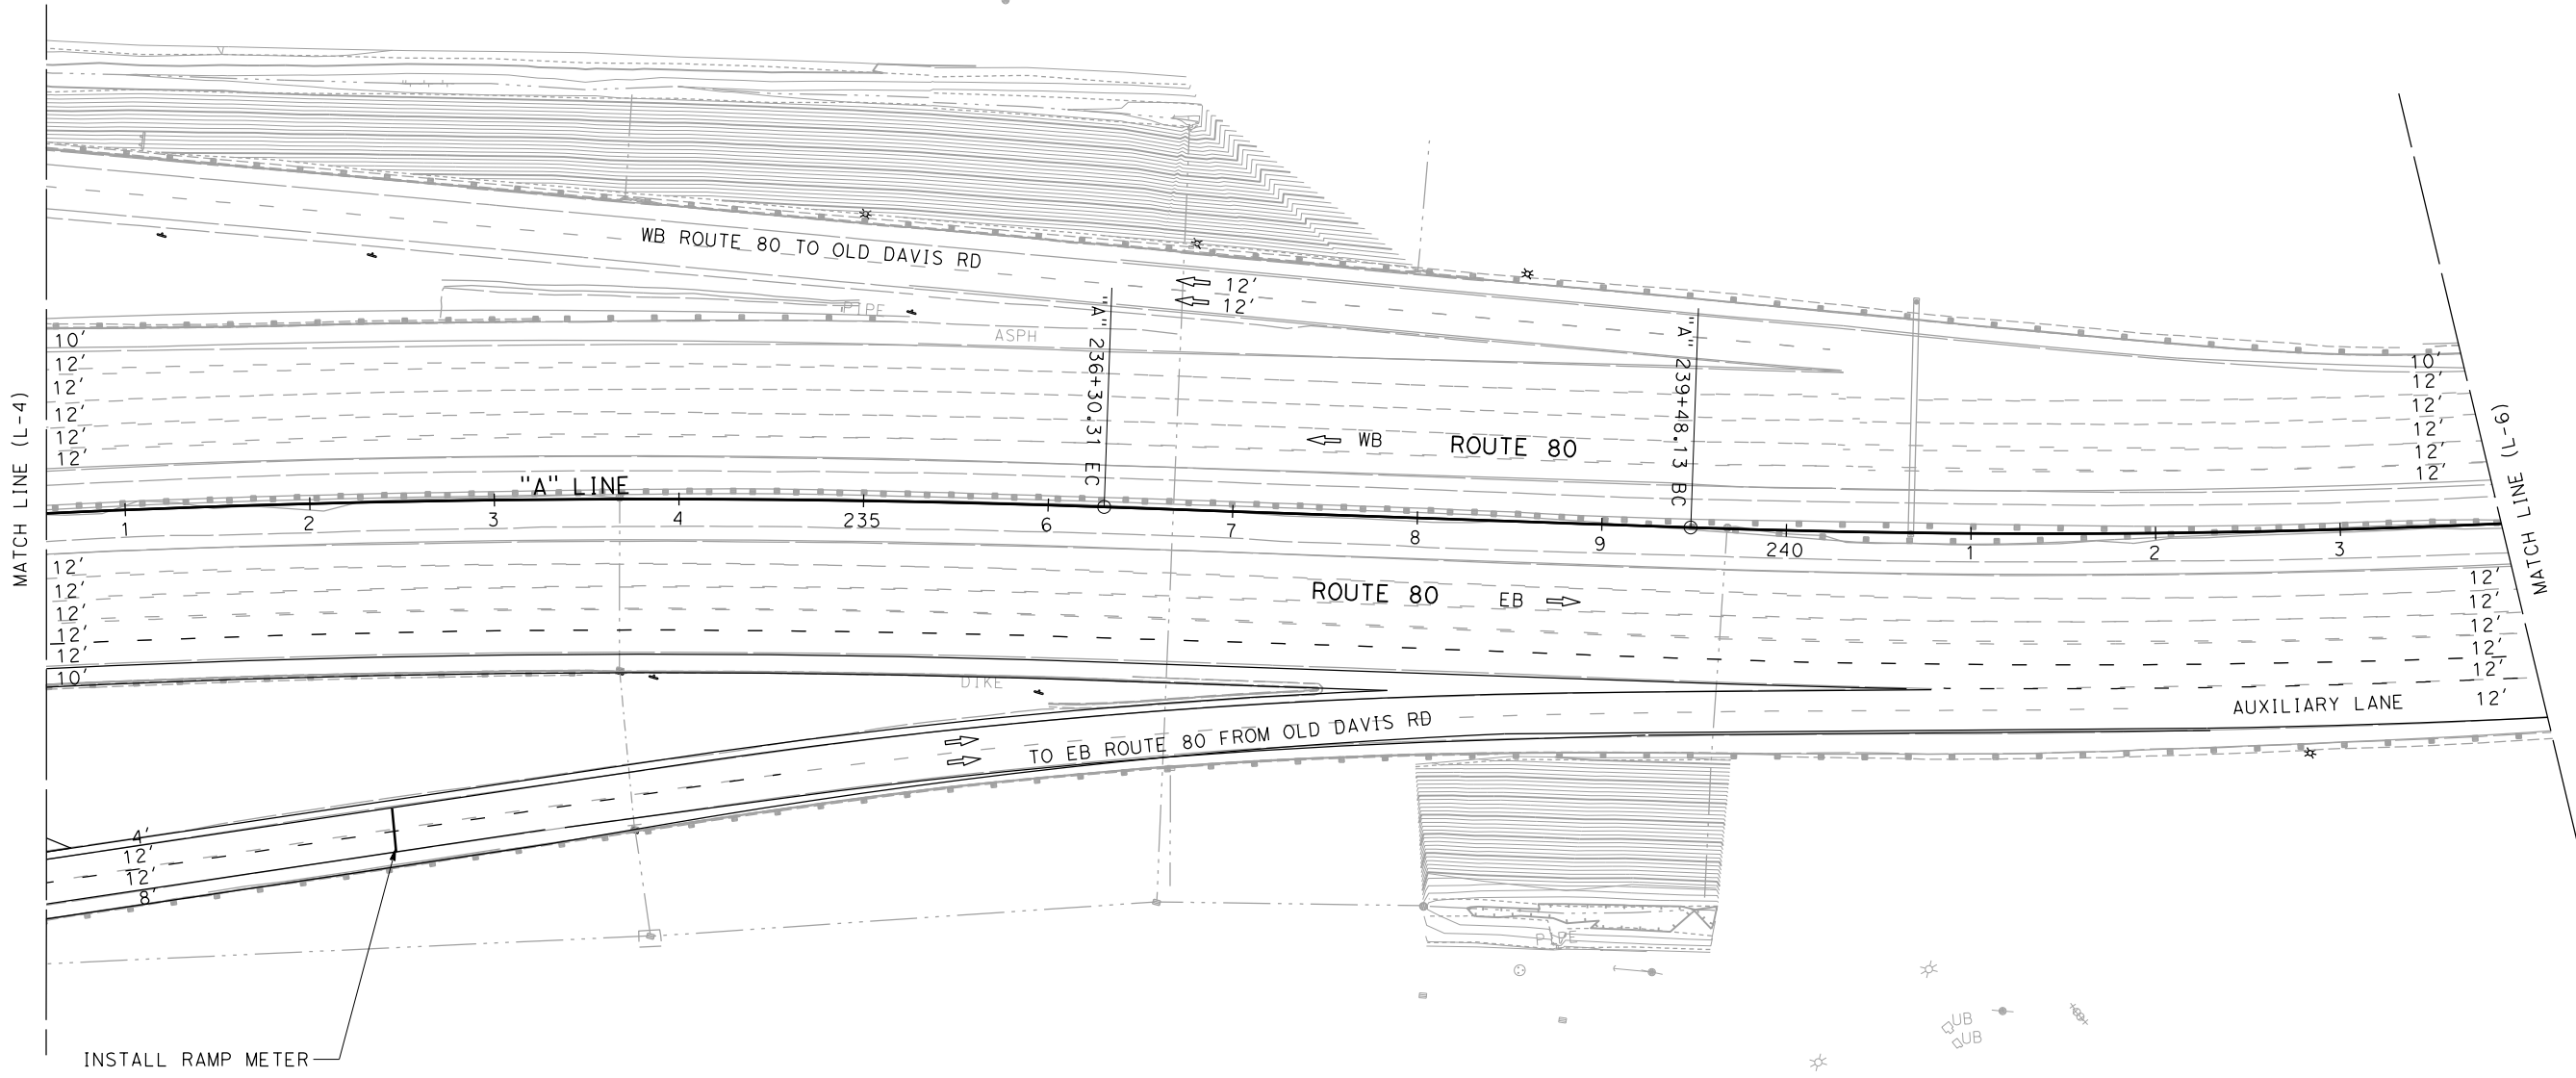 WB ROUTE 80 TO OLD DAVIS RD
12'
12'
PIPE
ASPH
"A" 236+30.31 EC
"A" 239+48.13 BC
10'
12'
12'
12'
12'
12'
10'
12'
12'
12'
12'
12'
MATCH LINE (L-4)
MATCH LINE (L-6)
WB
ROUTE 80
"A" LINE
1
2
3
4
235
6
7
8
9
240
1
2
3
12'
12'
12'
12'
12'
10'
ROUTE 80
EB
12'
12'
12'
12'
12'
12'
DIKE
AUXILIARY LANE
TO EB ROUTE 80 FROM OLD DAVIS RD
4'
12'
12'
8'
PIPE
UB
UB
INSTALL RAMP METER